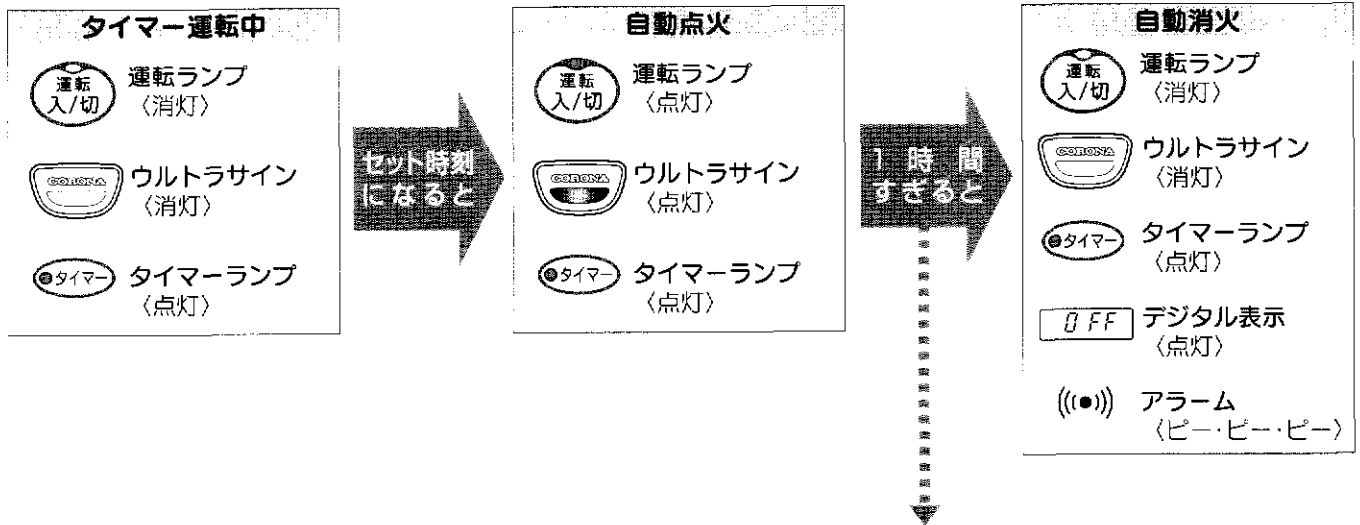 タイマー運転中
運転
入/切
運転ランプ
〈消灯〉
CORONA
ウルトラサイン
〈消灯〉
タイマー
タイマーランプ
〈点灯〉
セット時刻
になると
自動点火
運転
入/切
運転ランプ
〈点灯〉
CORONA
ウルトラサイン
〈点灯〉
タイマー
タイマーランプ
〈点灯〉
1時間
すぎると
自動消火
運転
入/切
運転ランプ
〈消灯〉
CORONA
ウルトラサイン
〈消灯〉
タイマー
タイマーランプ
〈点灯〉
OFF
デジタル表示
〈点灯〉
アラーム
〈ピー・ピー・ピー〉